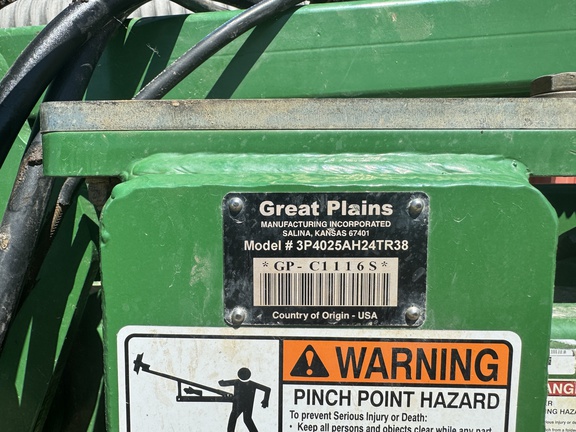 Great Plains
MANUFACTURING INCORPORATED
SALINA, KANSAS 67401
Model # 3P4025AH24TR38
*GP-C1116S*
Country of Origin - USA
WARNING
PINCH POINT HAZARD
To prevent Serious Injury or Death:
• Keep all persons and objects clear while any part